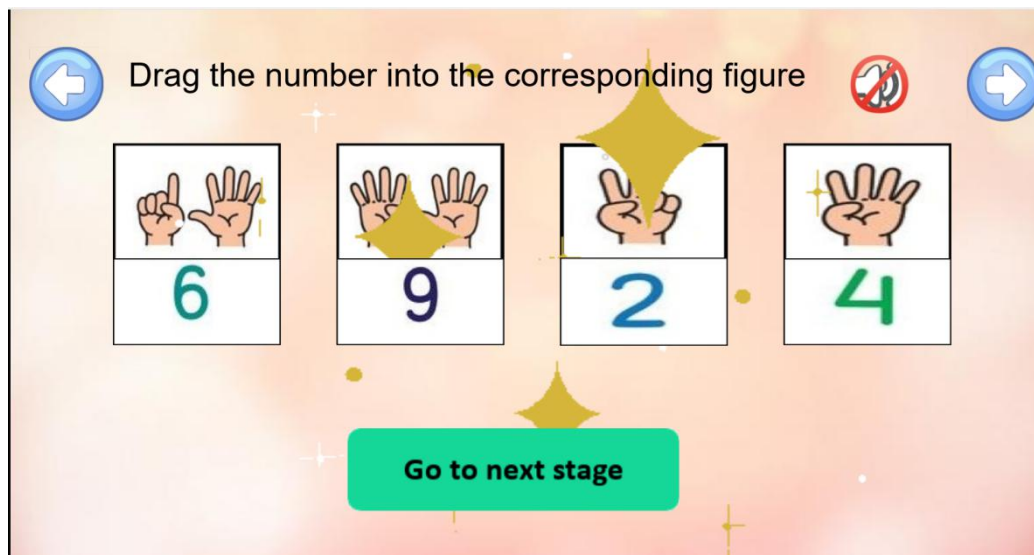 Drag the number into the corresponding figure
6 9 2 4
Go to next stage